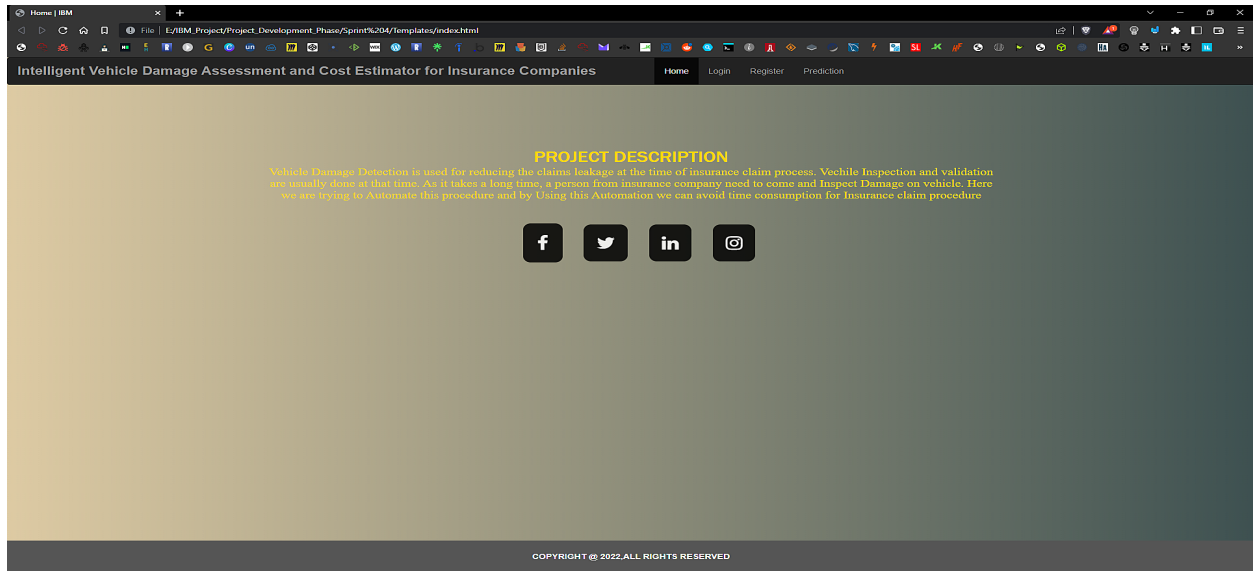 Home | IBM
File | E:/IBM_Project/Project_Development_Phase/Sprint%204/Templates/index.html
Intelligent Vehicle Damage Assessment and Cost Estimator for Insurance Companies Home Login Register Prediction
PROJECT DESCRIPTION
Vehicle Damage Detection is used for reducing the claims leakage at the time of insurance claim process. Vechile Inspection and validation
are usually done at that time. As it takes a long time, a person from insurance company need to come and Inspect Damage on vehicle. Here
we are trying to Automate this procedure and by Using this Automation we can avoid time consumption for Insurance claim procedure
COPYRIGHT @ 2022,ALL RIGHTS RESERVED